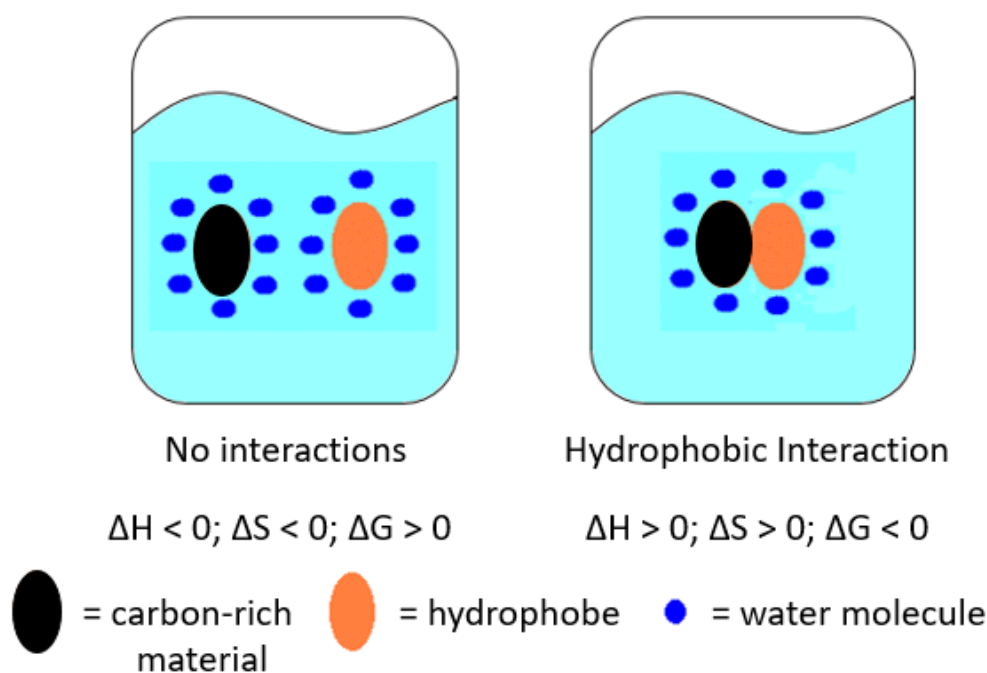 No interactions
Hydrophobic Interaction
ΔH < 0; ΔS < 0; ΔG > 0
ΔH > 0; ΔS > 0; ΔG < 0
= carbon-rich
material
= hydrophobe
= water molecule